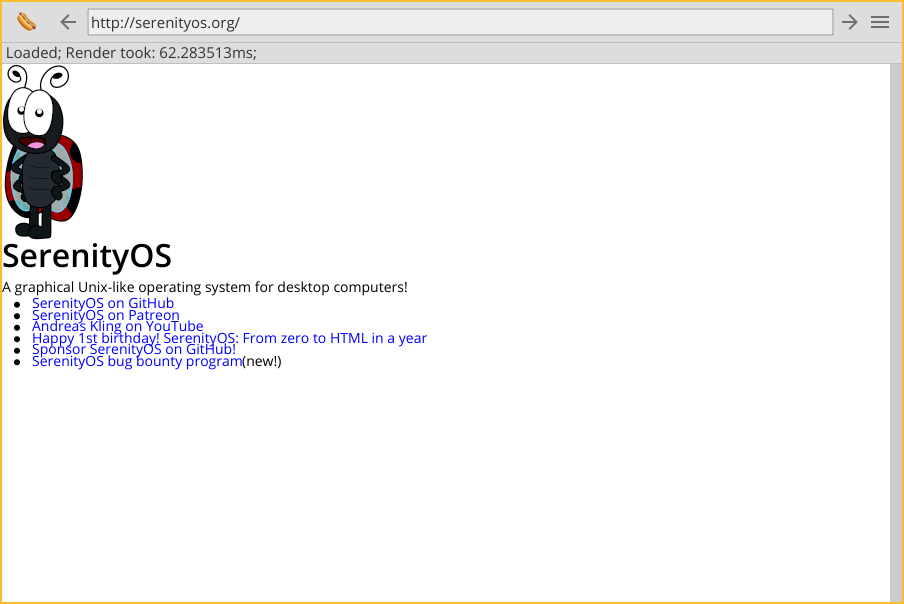 http://serenityos.org/
Loaded; Render took: 62.283513ms;
SerenityOS
A graphical Unix-like operating system for desktop computers!
SerenityOS on GitHub
SerenityOS on Patreon
Andreas Kling on YouTube
Happy 1st birthday! SerenityOS: From zero to HTML in a year
Sponsor SerenityOS on GitHub!
SerenityOS bug bounty program(new!)